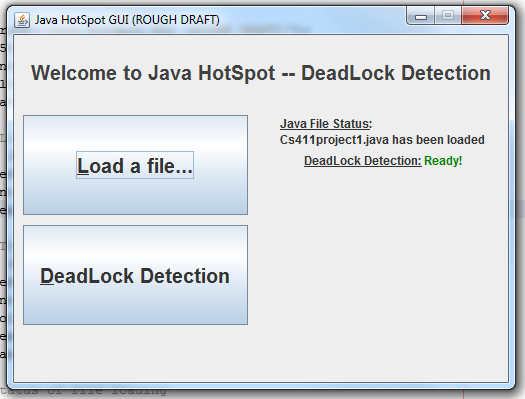 Java HotSpot GUI (ROUGH DRAFT)
Welcome to Java HotSpot -- DeadLock Detection
Load a file...
Java File Status:
Cs411project1.java has been loaded
DeadLock Detection: Ready!
DeadLock Detection
tatus of file loading